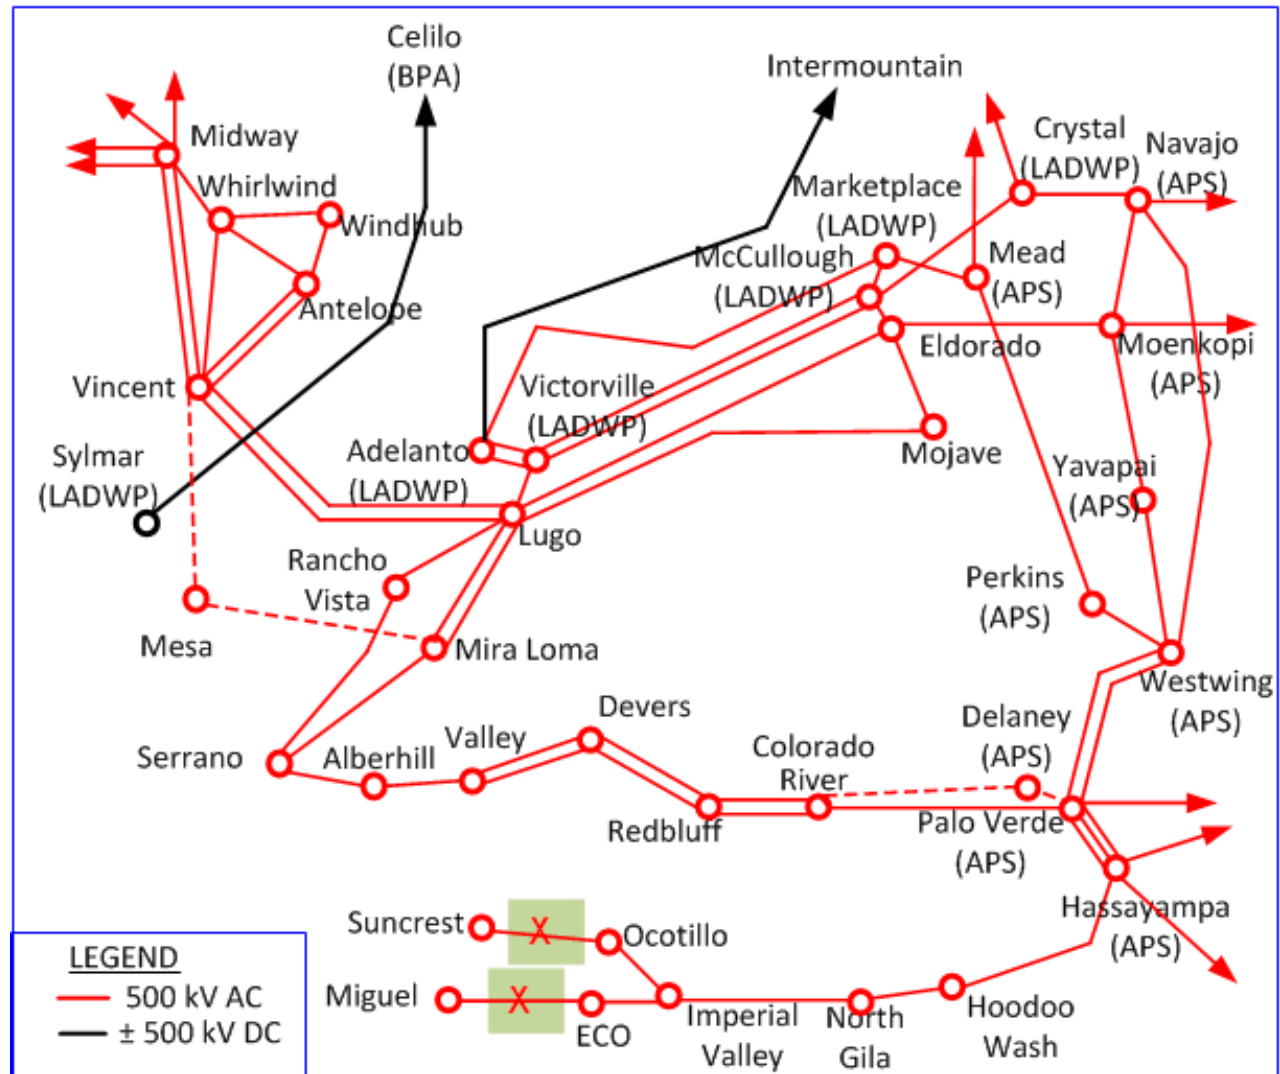 Celilo
(BPA)
Intermountain
Midway
Whirlwind
Windhub
Antelope
Marketplace
(LADWP)
McCullough
(LADWP)
Crystal
(LADWP)
Navajo
(APS)
Mead
(APS)
Eldorado
Moenkopi
(APS)
Vincent
Victorville
(LADWP)
Adelanto
(LADWP)
Mojave
Sylmar
(LADWP)
Yavapai
(APS)
Lugo
Rancho
Vista
Perkins
(APS)
Mesa
Mira Loma
Westwing
(APS)
Serrano
Alberhill
Valley
Devers
Colorado
River
Delaney
(APS)
Redbluff
Palo Verde
(APS)
Hassayampa
(APS)
Suncrest
X
Ocotillo
Miguel
X
ECO
Imperial
Valley
North
Gila
Hoodoo
Wash
LEGEND
500 kV AC
± 500 kV DC